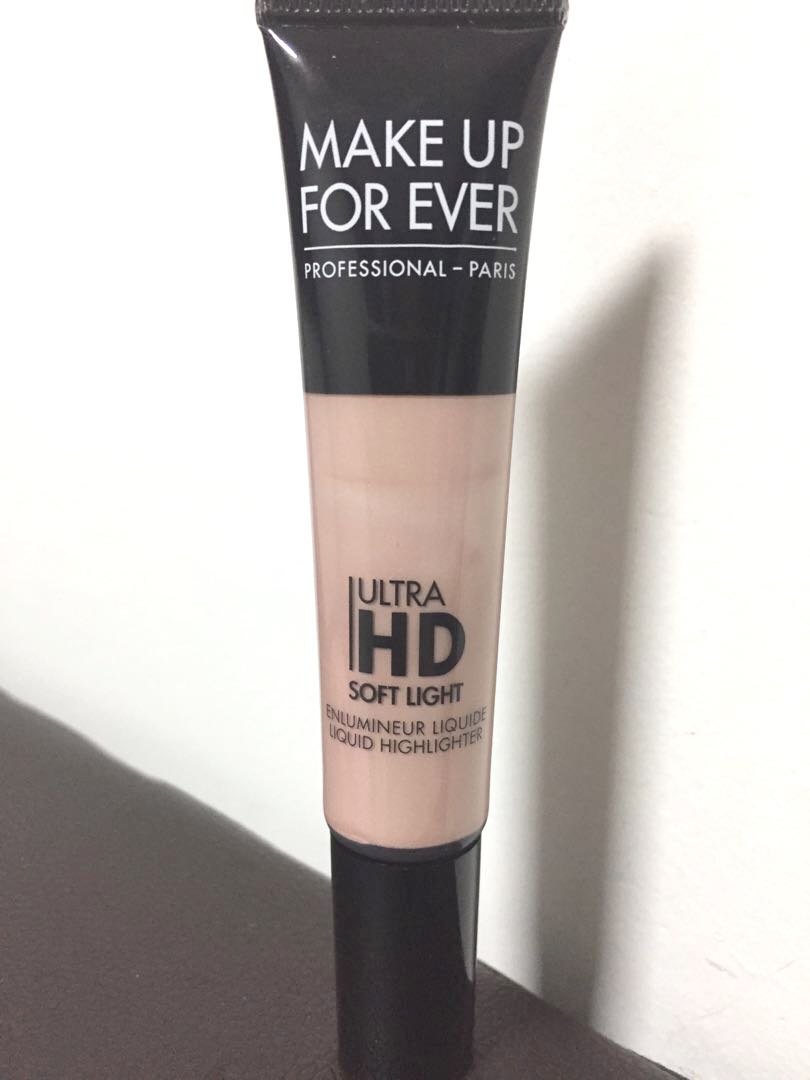 MAKE UP
FOR EVER
PROFESSIONAL – PARIS
ULTRA
HD
SOFT LIGHT
ENLUMINEUR LIQUIDE
LIQUID HIGHLIGHTER